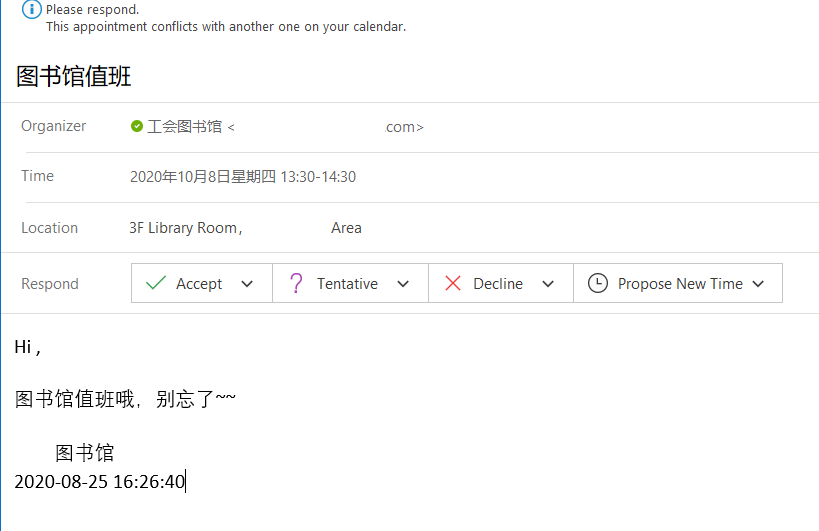 Please respond.
This appointment conflicts with another one on your calendar.
图书馆值班
Organizer 工会图书馆 < com>
Time 2020年10月8日星期四 13:30-14:30
Location 3F Library Room, Area
Respond Accept Tentative Decline Propose New Time
Hi ,
图书馆值班哦，别忘了~~
图书馆
2020-08-25 16:26:40